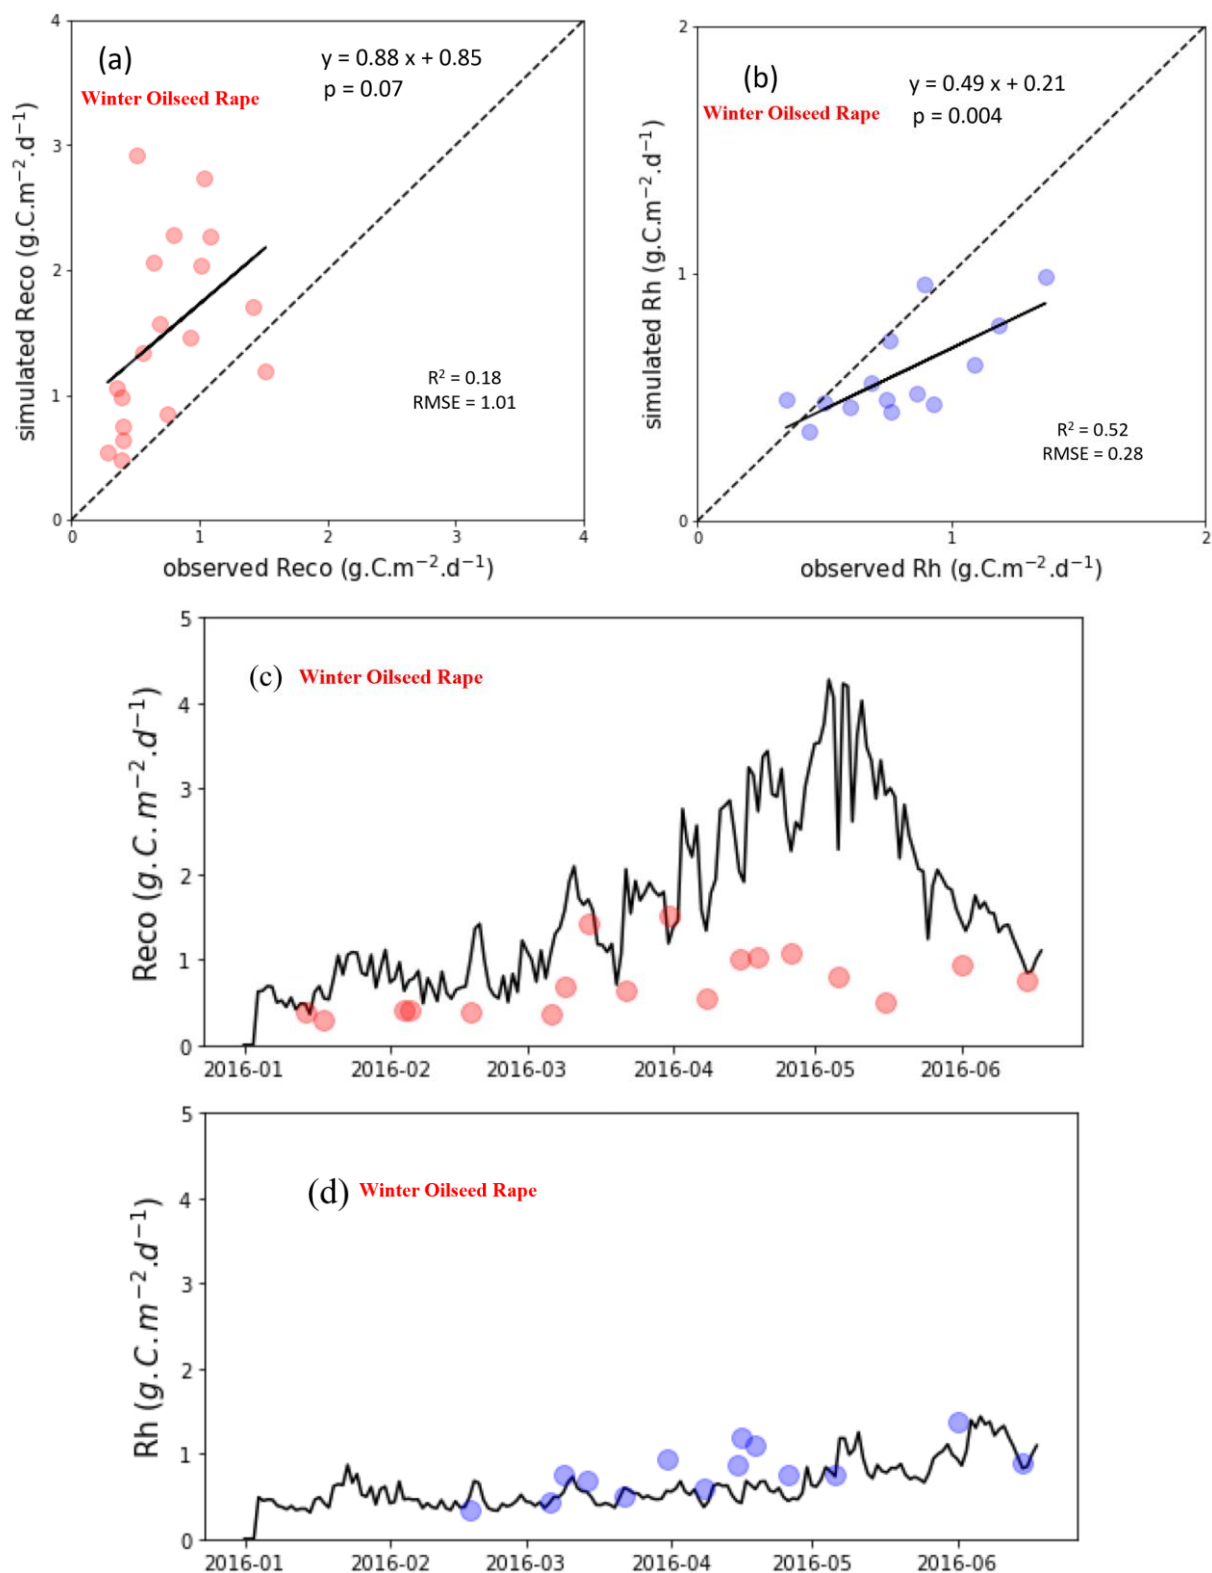 (a)
y = 0.88 x + 0.85
p = 0.07
Winter Oilseed Rape
R² = 0.18
RMSE = 1.01
simulated Reco (g.C.m⁻².d⁻¹)
4
3
2
1
0
0 1 2 3 4
observed Reco (g.C.m⁻².d⁻¹)
(b)
y = 0.49 x + 0.21
p = 0.004
Winter Oilseed Rape
R² = 0.52
RMSE = 0.28
simulated Rh (g.C.m⁻².d⁻¹)
2
1
0
0 1 2
observed Rh (g.C.m⁻².d⁻¹)
(c) Winter Oilseed Rape
Reco (g.C.m⁻².d⁻¹)
5
4
3
2
1
0
2016-01 2016-02 2016-03 2016-04 2016-05 2016-06
(d) Winter Oilseed Rape
Rh (g.C.m⁻².d⁻¹)
5
4
3
2
1
0
2016-01 2016-02 2016-03 2016-04 2016-05 2016-06